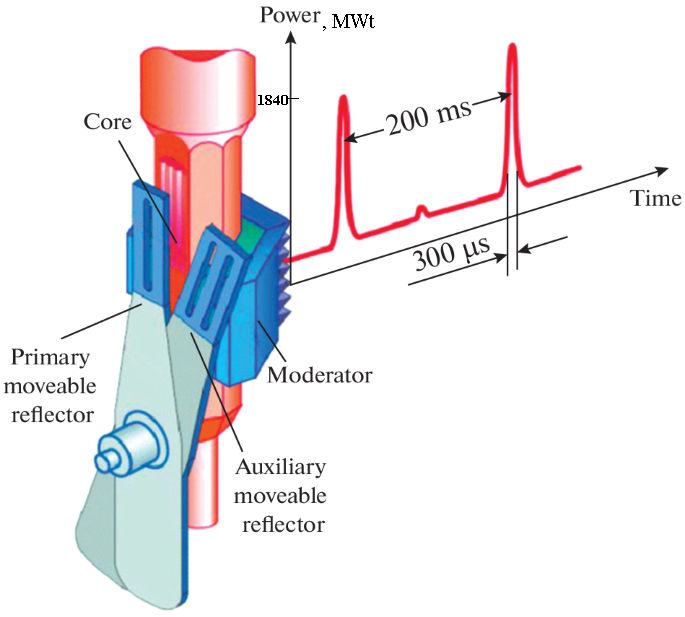 Power, MWt
1840
Core
200 ms
Time
300 μs
Primary
moveable
reflector
Moderator
Auxiliary
moveable
reflector